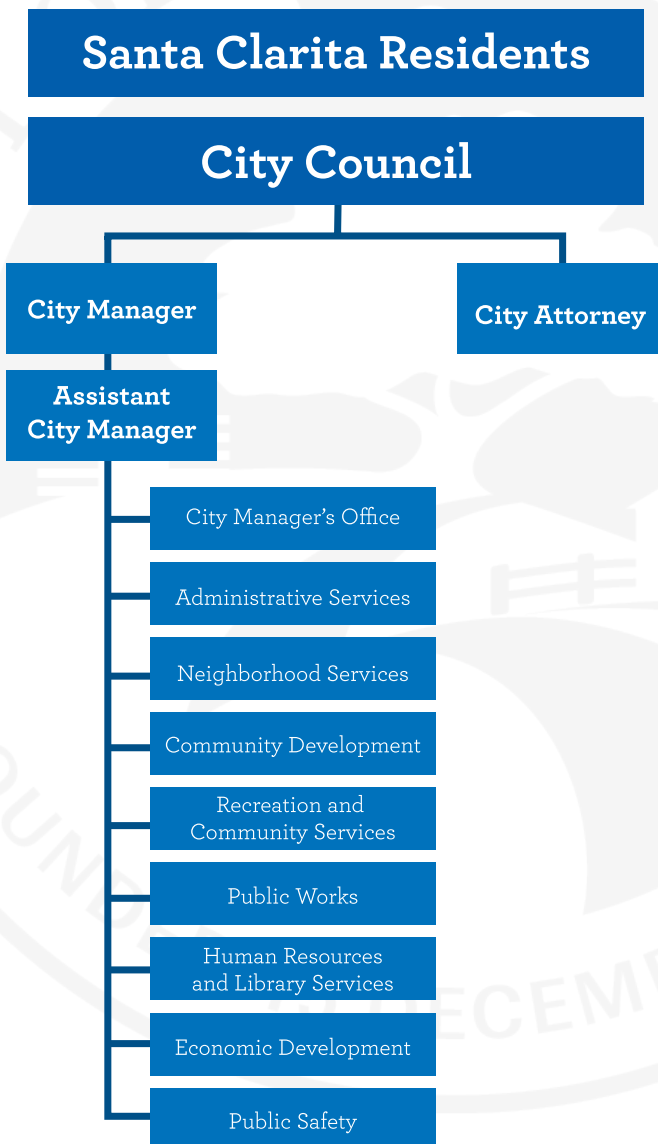 Santa Clarita Residents
City Council
City Manager
City Attorney
Assistant
City Manager
City Manager’s Office
Administrative Services
Neighborhood Services
Community Development
Recreation and
Community Services
Public Works
Human Resources
and Library Services
Economic Development
Public Safety